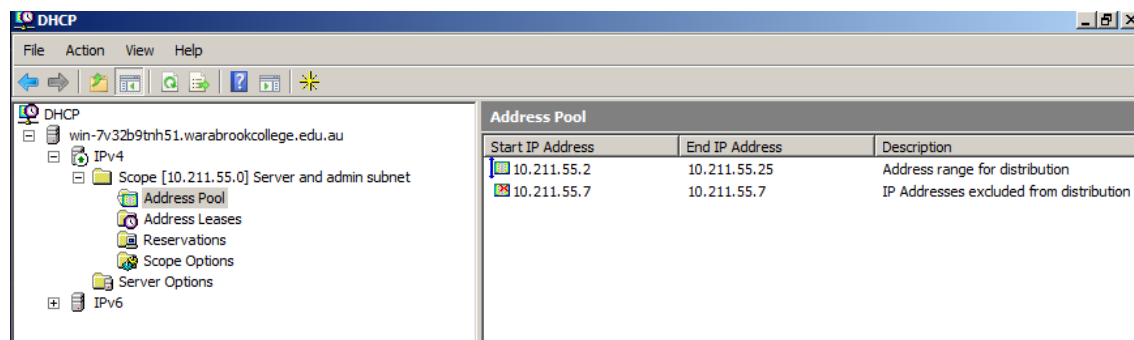 DHCP
File Action View Help
DHCP
win-7v32b9tnh51.warabrookcollege.edu.au
IPv4
Scope [10.211.55.0] Server and admin subnet
Address Pool
Address Leases
Reservations
Scope Options
Server Options
IPv6
Address Pool
Start IP Address End IP Address Description
10.211.55.2 10.211.55.25 Address range for distribution
10.211.55.7 10.211.55.7 IP Addresses excluded from distribution